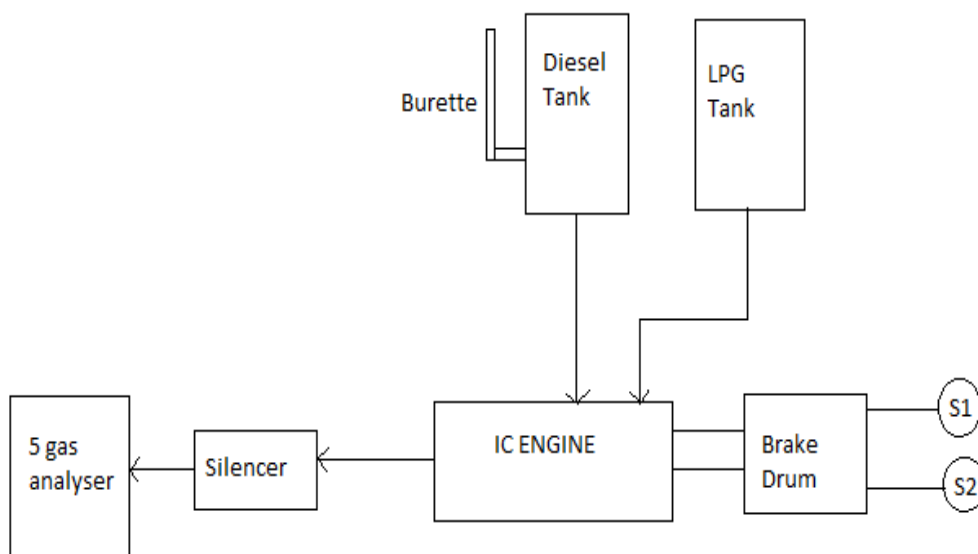 Diesel
Tank
LPG
Tank
Burette
IC ENGINE
Brake
Drum
S1
S2
Silencer
5 gas
analyser